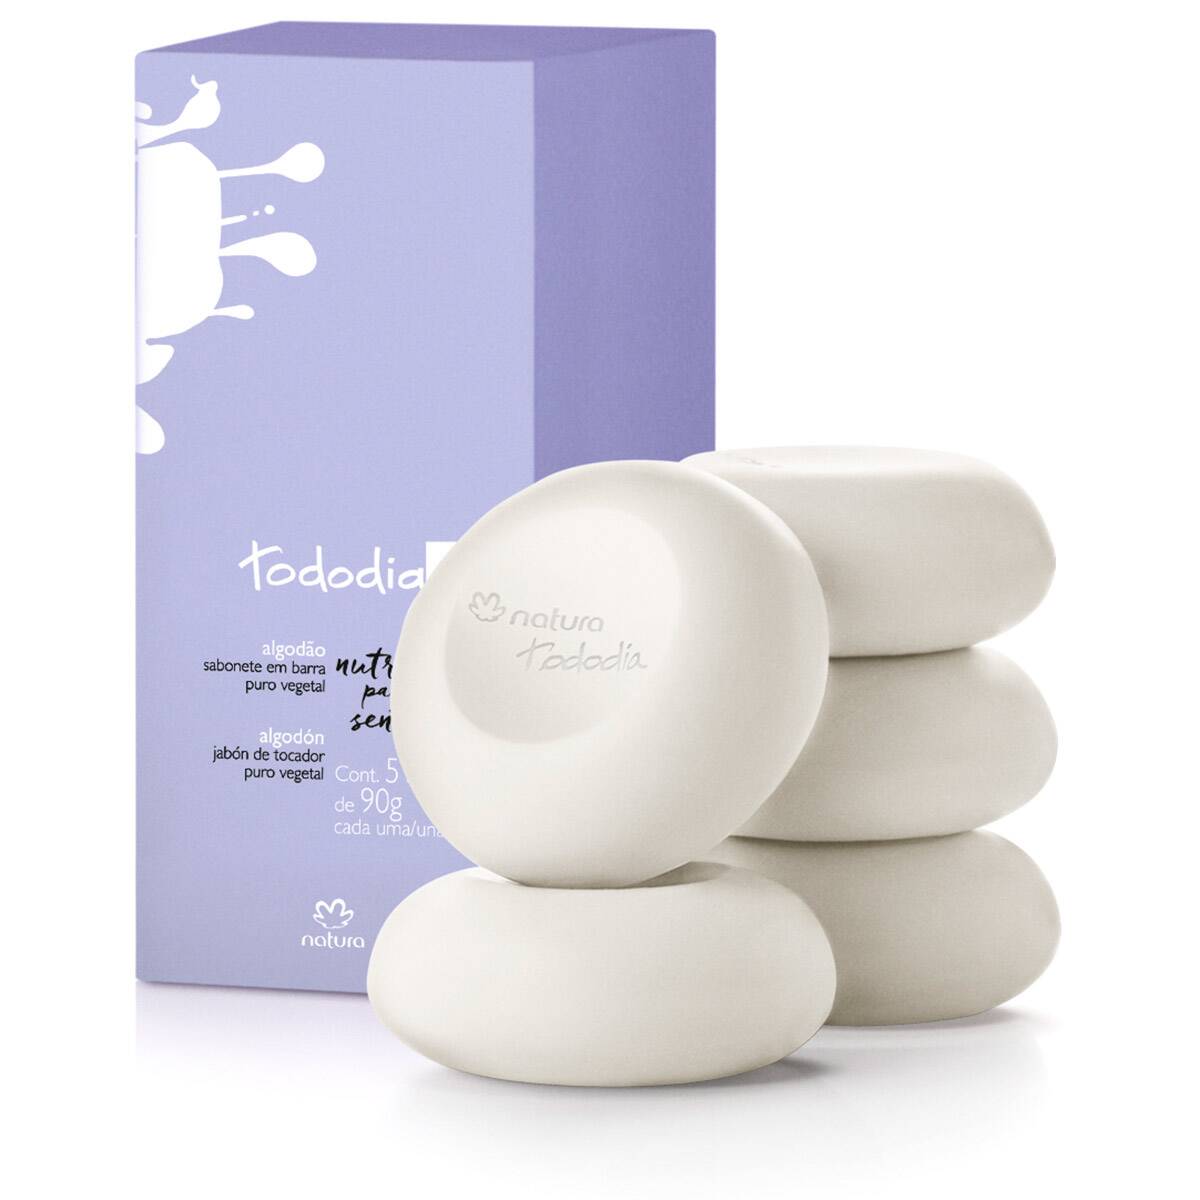 Tododia
algodão
sabonete em barra
puro vegetal
algodón
jabón de tocador
puro vegetal
Cont. 5
de 90g
cada uma/una
natura
natura
Tododia